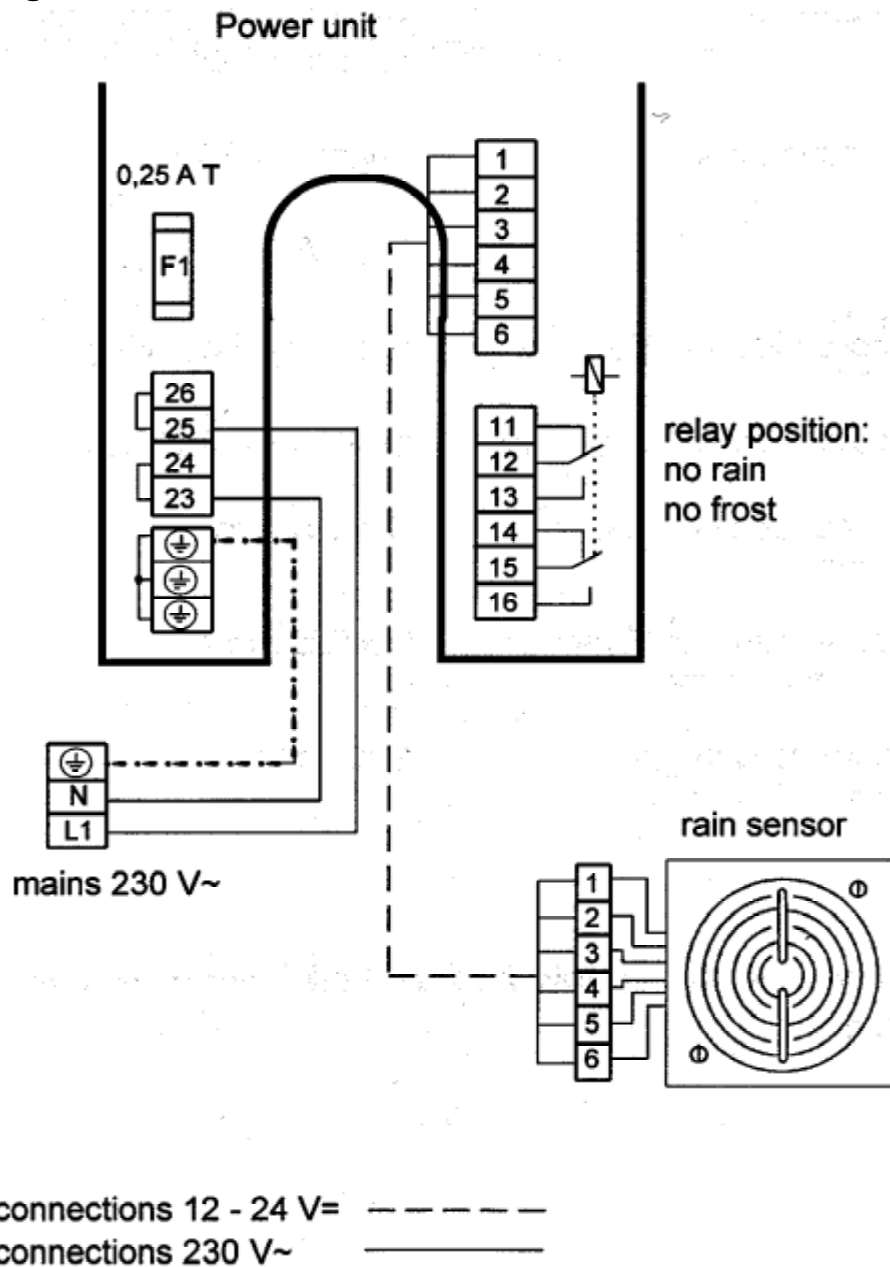 Power unit
0,25 A T
F1
1
2
3
4
5
6
26
25
24
23
11
12
13
14
15
16
relay position:
no rain
no frost
N
L1
mains 230 V~
rain sensor
1
2
3
4
5
6
connections 12 - 24 V=
connections 230 V~